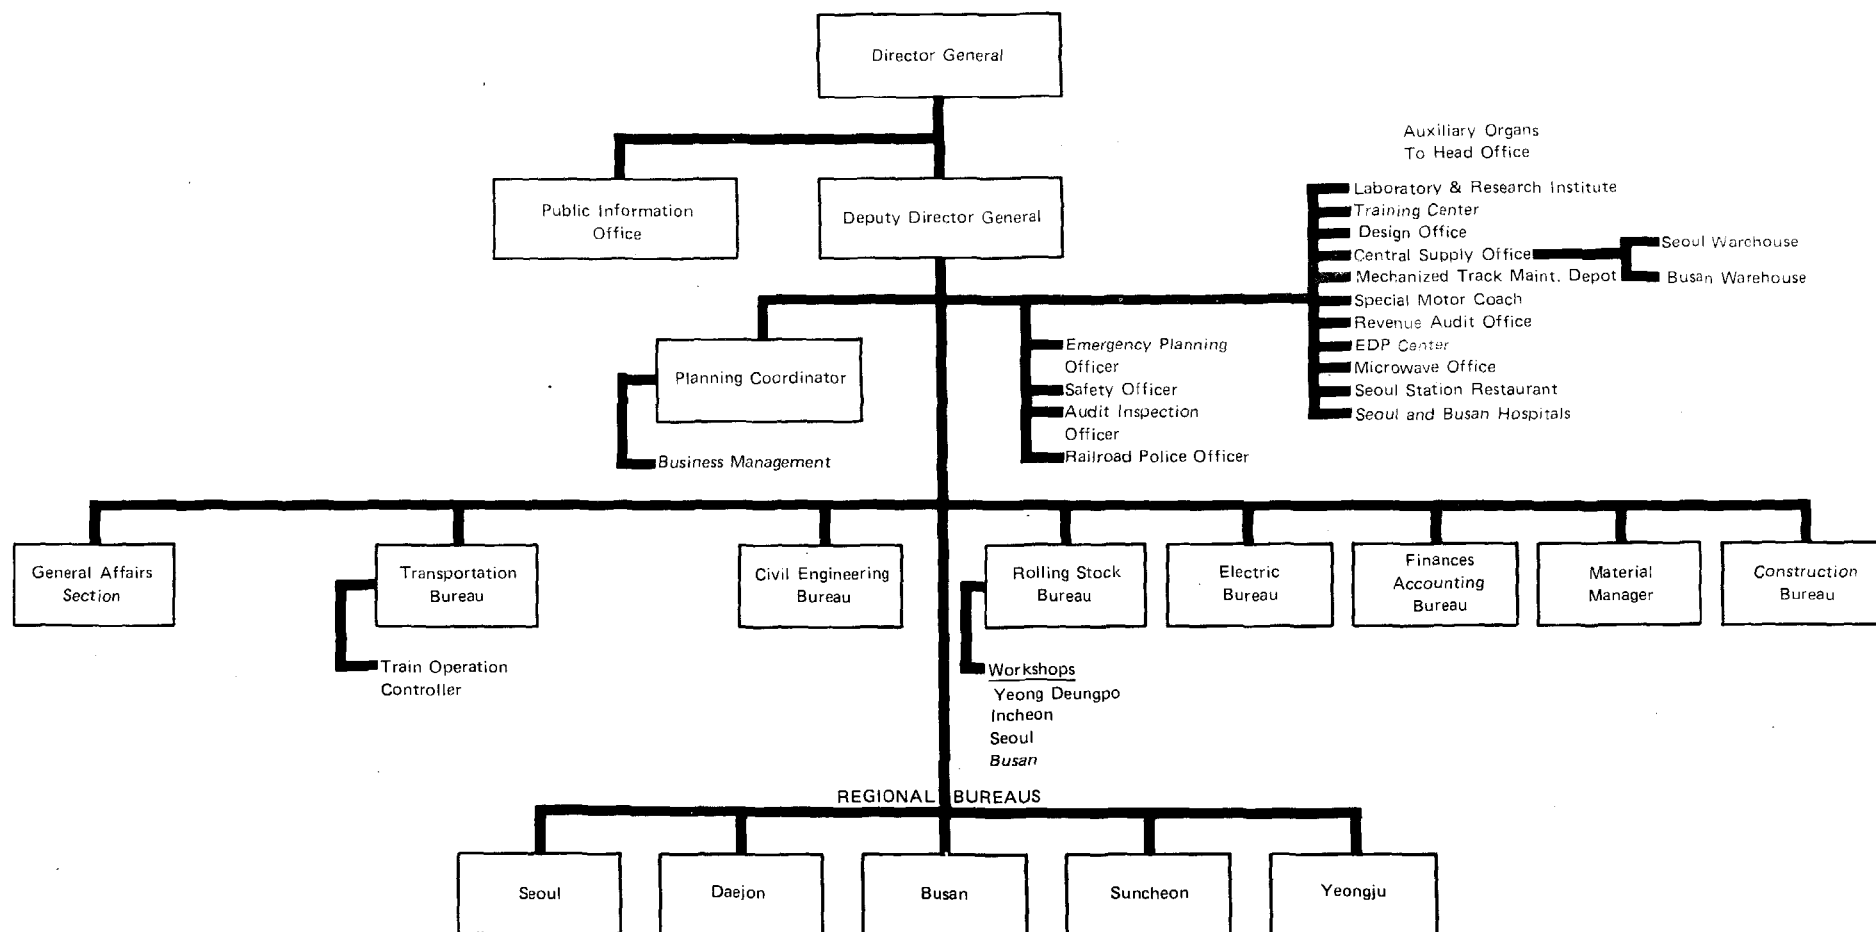 Director General
Auxiliary Organs
To Head Office
Public Information
Office
Deputy Director General
Laboratory & Research Institute
Training Center
Design Office
Central Supply Office
Mechanized Track Maint. Depot
Special Motor Coach
Revenue Audit Office
EDP Center
Microwave Office
Seoul Station Restaurant
Seoul and Busan Hospitals
Seoul Warehouse
Busan Warehouse
Planning Coordinator
Business Management
Emergency Planning
Officer
Safety Officer
Audit Inspection
Officer
Railroad Police Officer
General Affairs
Section
Transportation
Bureau
Train Operation
Controller
Civil Engineering
Bureau
Rolling Stock
Bureau
Workshops
Yeong Deungpo
Incheon
Seoul
Busan
Electric
Bureau
Finances
Accounting
Bureau
Material
Manager
Construction
Bureau
REGIONAL BUREAUS
Seoul
Daejon
Busan
Suncheon
Yeongju